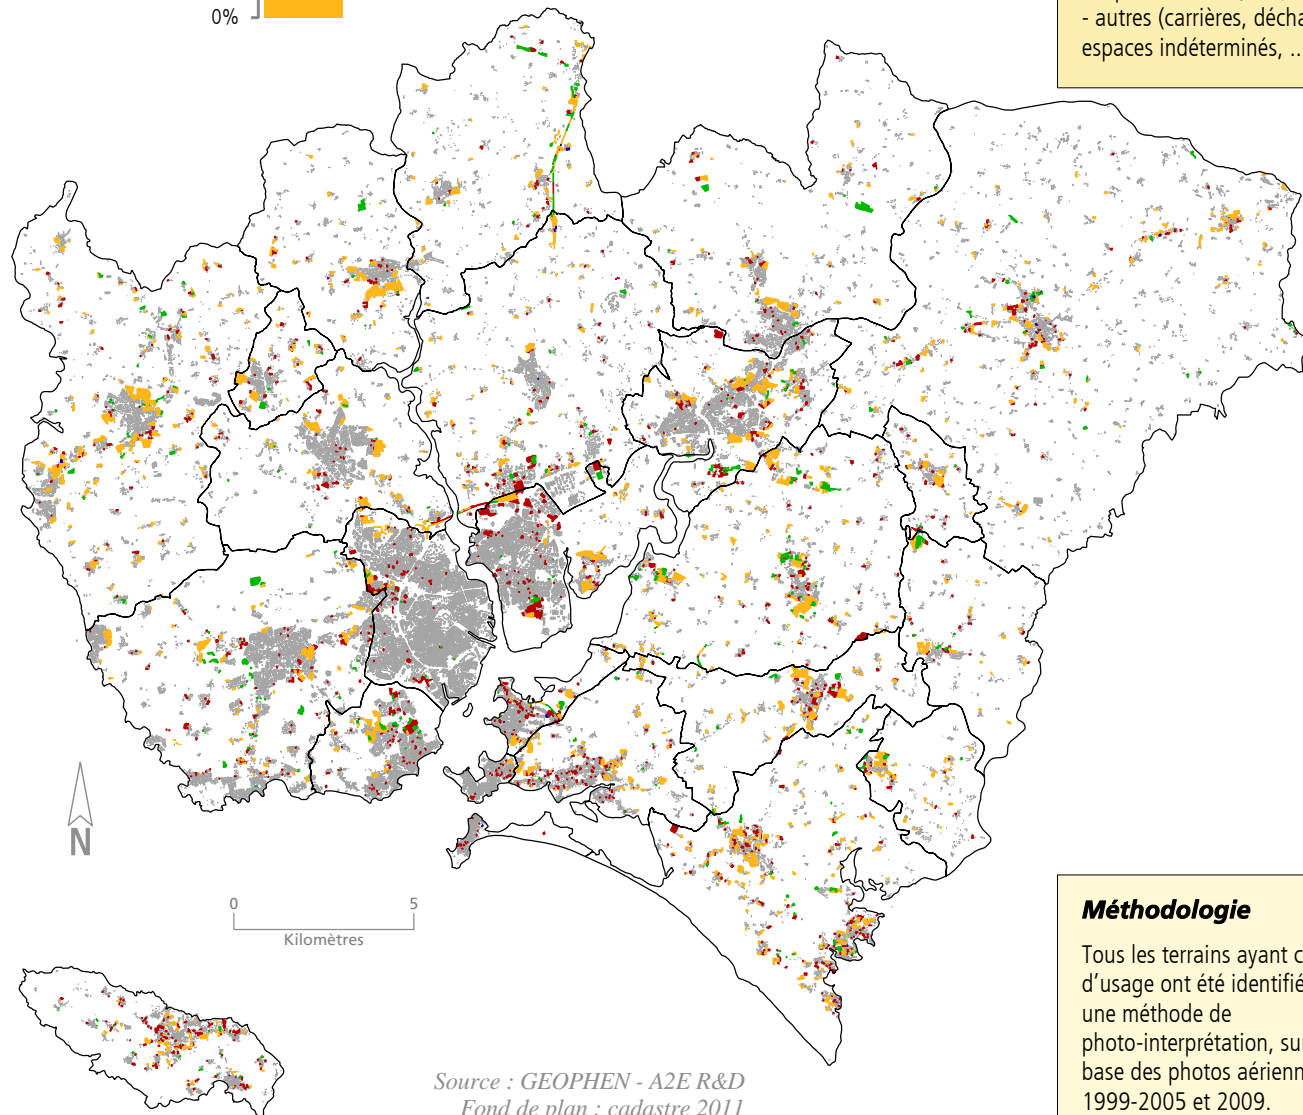 0%
- autres (carrières, décha
espaces indéterminés, ..
N
0 5
Kilomètres
Méthodologie
Tous les terrains ayant c
d'usage ont été identifié
une méthode de
photo-interprétation, sur
base des photos aérienn
1999-2005 et 2009.
Source : GEOPHEN - A2E R&D
Fond de plan : cadastre 2011